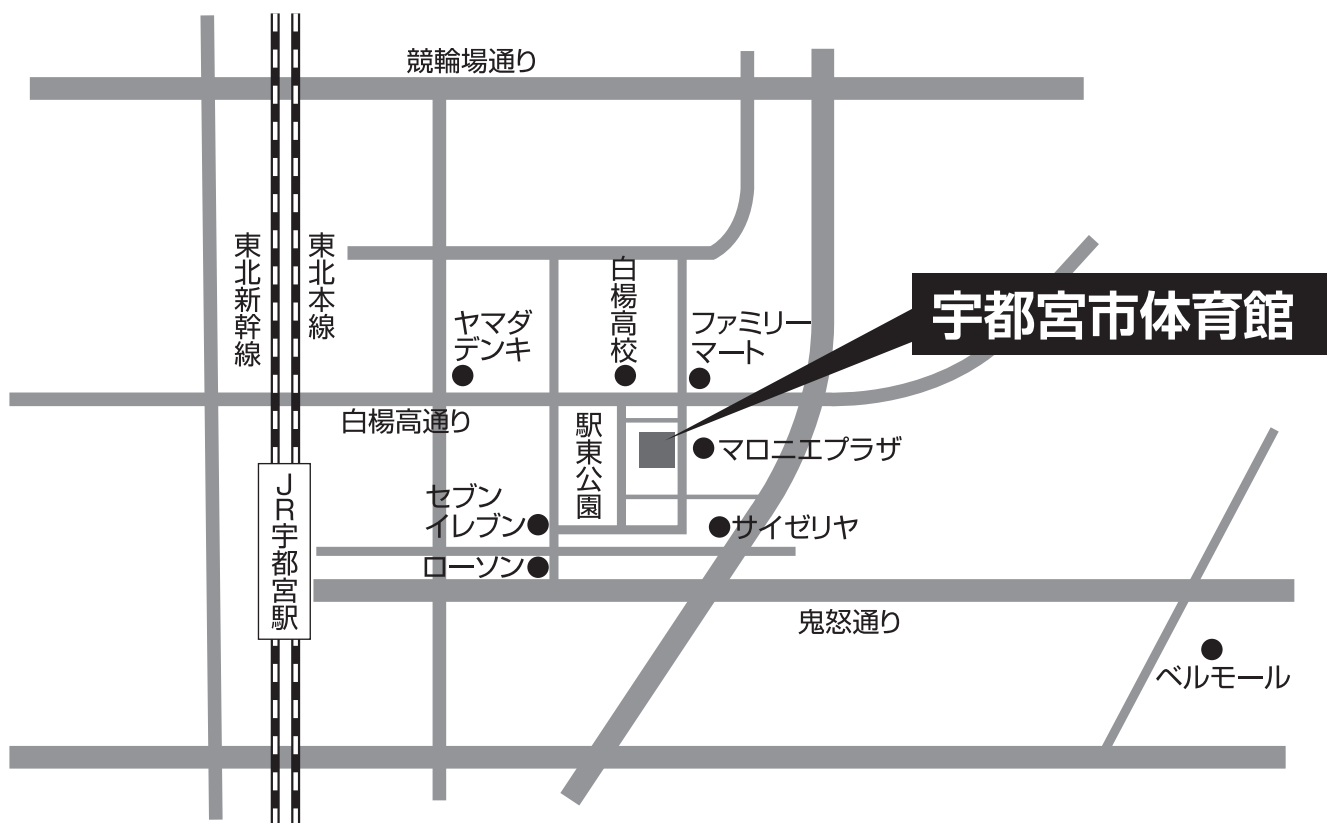 競輪場通り
東北新幹線
東北本線
白楊高校
ヤマダ
デンキ
ファミリー
マート
宇都宮市体育館
白楊高通り
駅東公園
マロニエプラザ
JR宇都宮駅
セブン
イレブン
サイゼリヤ
ローソン
鬼怒通り
ベルモール